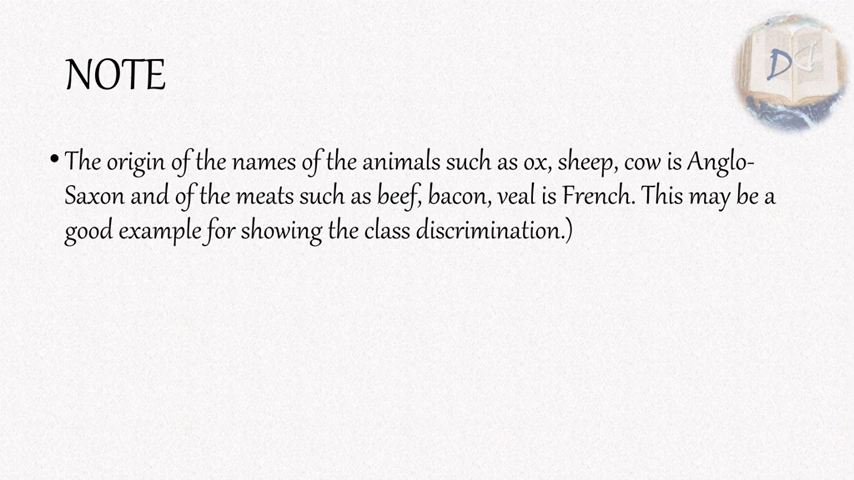 NOTE
• The origin of the names of the animals such as ox, sheep, cow is Anglo-
Saxon and of the meats such as beef, bacon, veal is French. This may be a
good example for showing the class discrimination.)